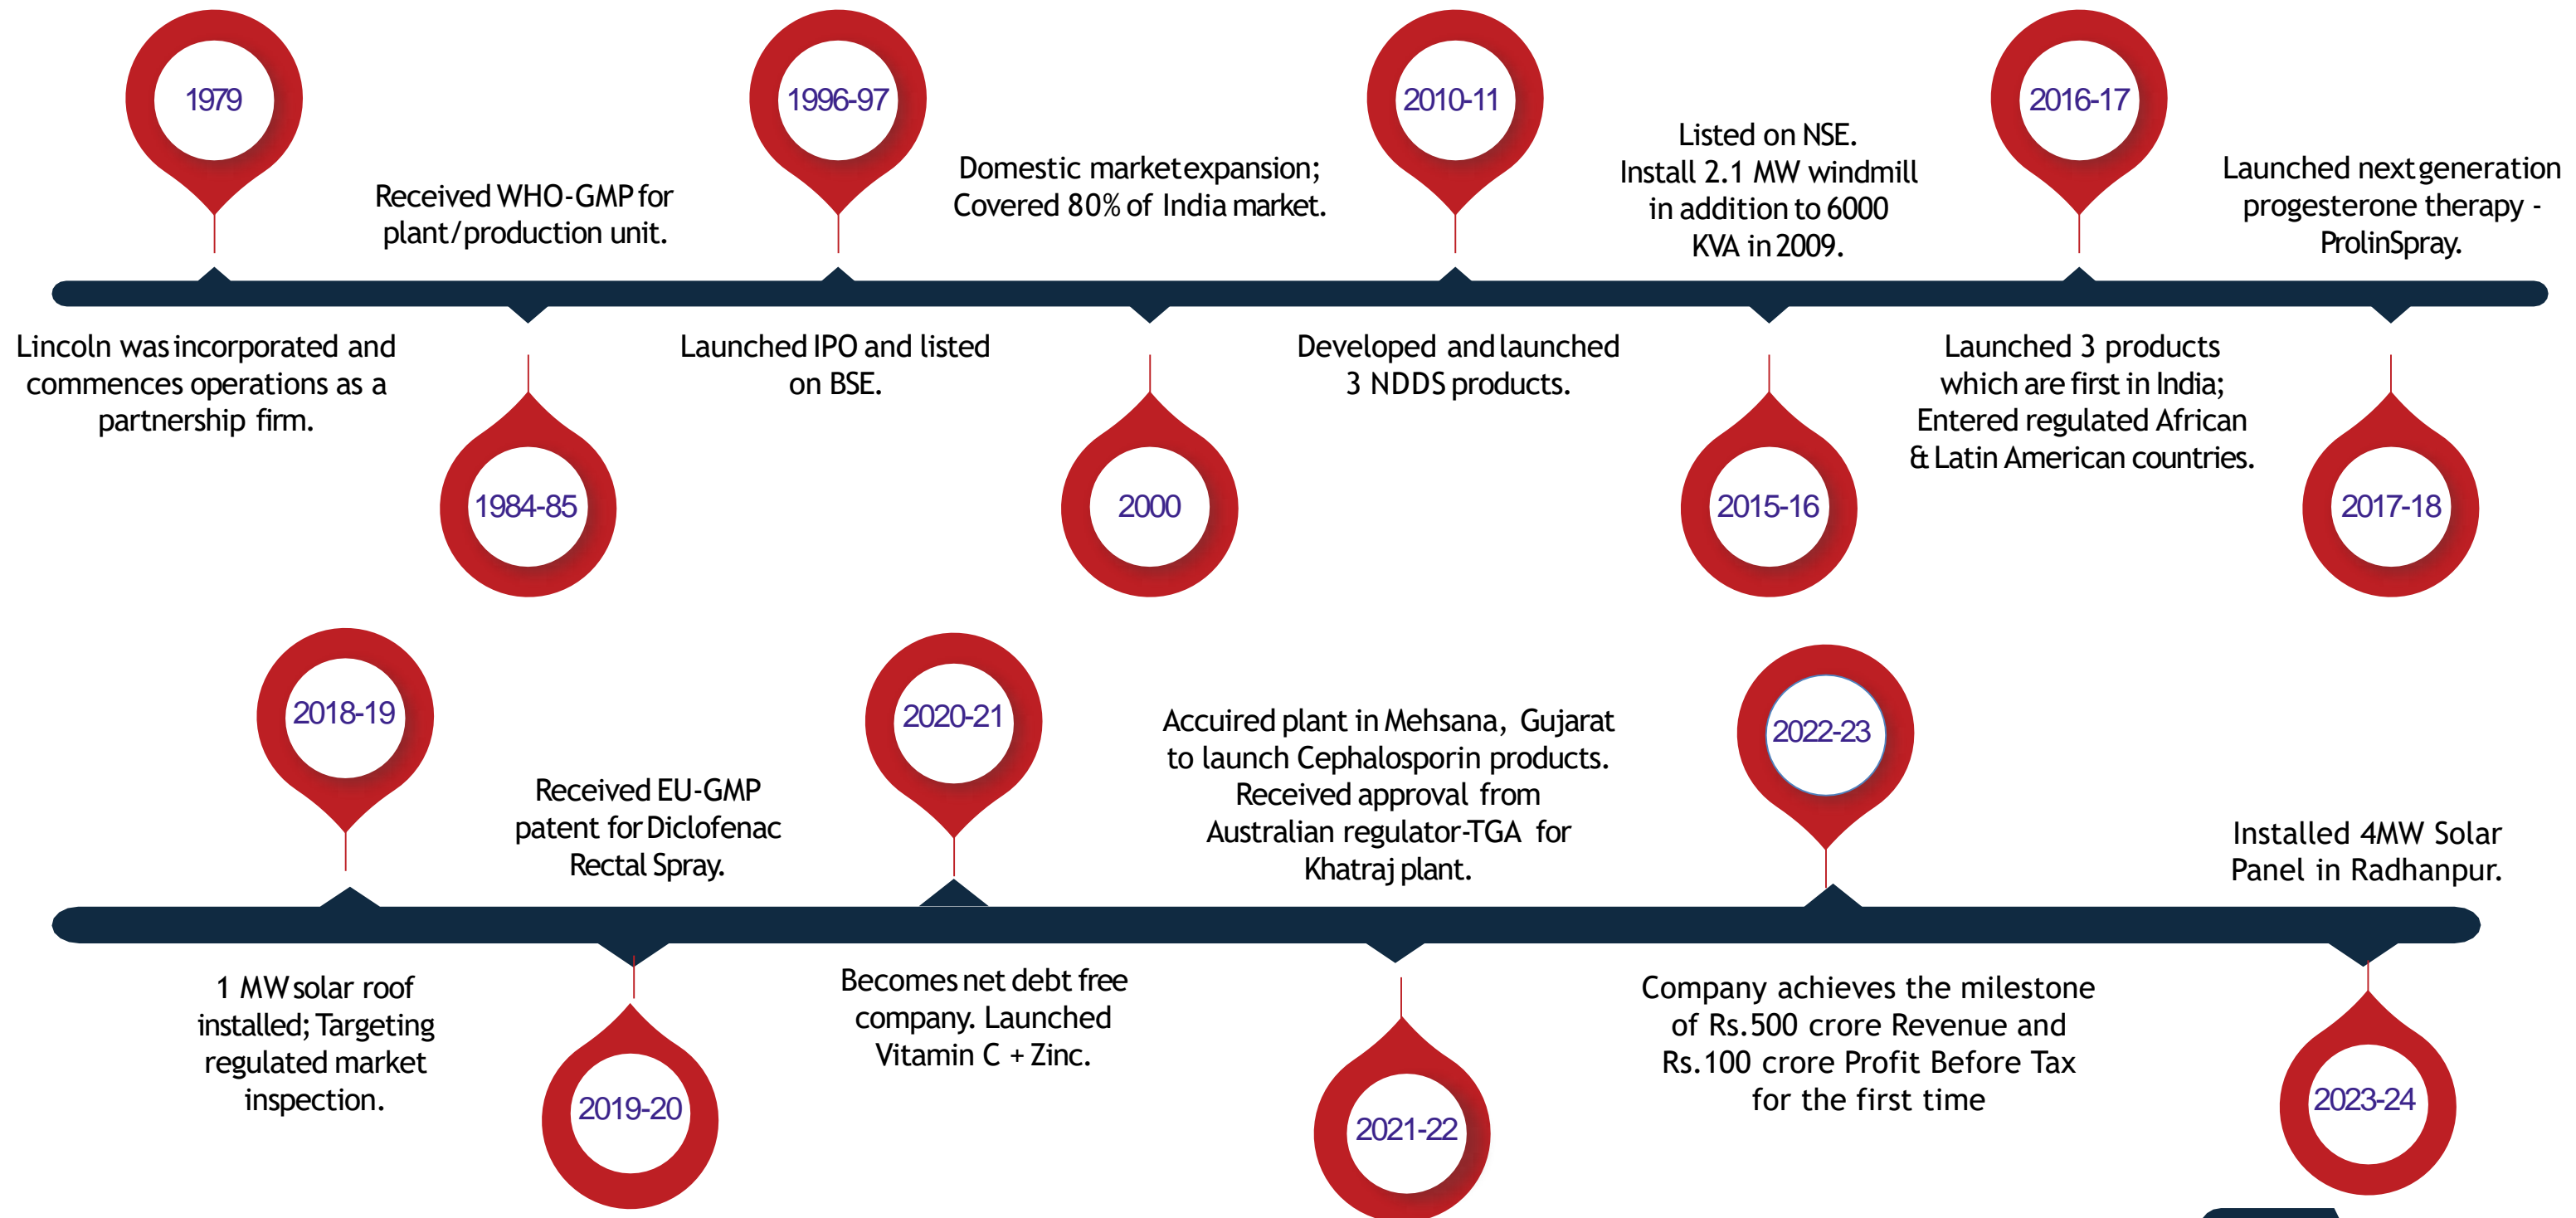 1979
Lincoln was incorporated and
commences operations as a
partnership firm.
Received WHO-GMP for
plant/production unit.
1984-85
1996-97
Launched IPO and listed
on BSE.
Domestic market expansion;
Covered 80% of India market.
2000
2010-11
Developed and launched
3 NDDS products.
Listed on NSE.
Install 2.1 MW windmill
in addition to 6000
KVA in 2009.
2015-16
2016-17
Launched 3 products
which are first in India;
Entered regulated African
& Latin American countries.
Launched next generation
progesterone therapy -
ProlinSpray.
2017-18
2018-19
1 MW solar roof
installed; Targeting
regulated market
inspection.
Received EU-GMP
patent for Diclofenac
Rectal Spray.
2019-20
2020-21
Becomes net debt free
company. Launched
Vitamin C + Zinc.
Accuired plant in Mehsana, Gujarat
to launch Cephalosporin products.
Received approval from
Australian regulator-TGA for
Khatraj plant.
2021-22
2022-23
Company achieves the milestone
of Rs.500 crore Revenue and
Rs.100 crore Profit Before Tax
for the first time
Installed 4MW Solar
Panel in Radhanpur.
2023-24